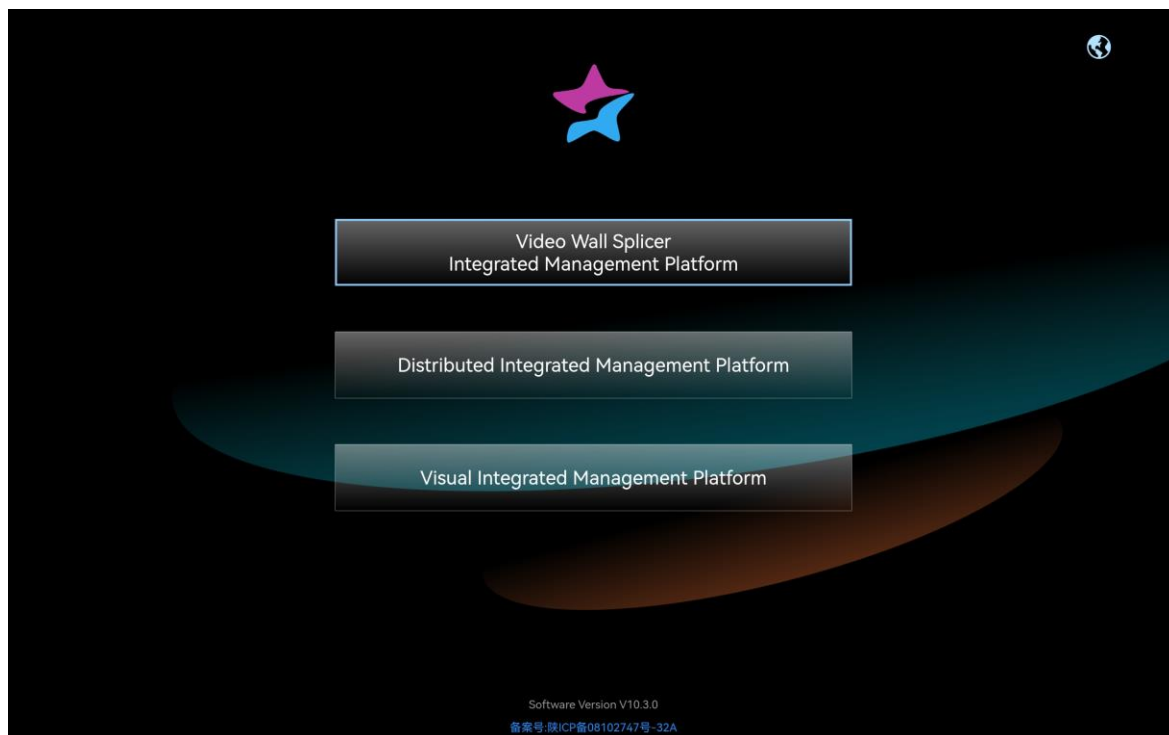 Video Wall Splicer
Integrated Management Platform
Distributed Integrated Management Platform
Visual Integrated Management Platform
Software Version V10.3.0
备案号:陕ICP备08102747号-32A